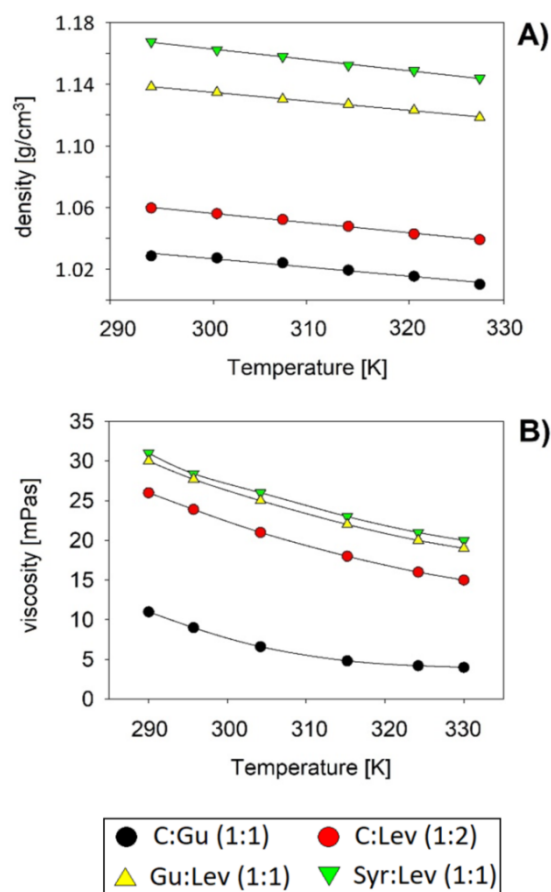 A)
density [g/cm³]
1.18
1.14
1.10
1.06
1.02
290 300 310 320 330
Temperature [K]
B)
viscosity [mPas]
35
30
25
20
15
10
5
0
290 300 310 320 330
Temperature [K]
C:Gu (1:1) C:Lev (1:2)
Gu:Lev (1:1) Syr:Lev (1:1)